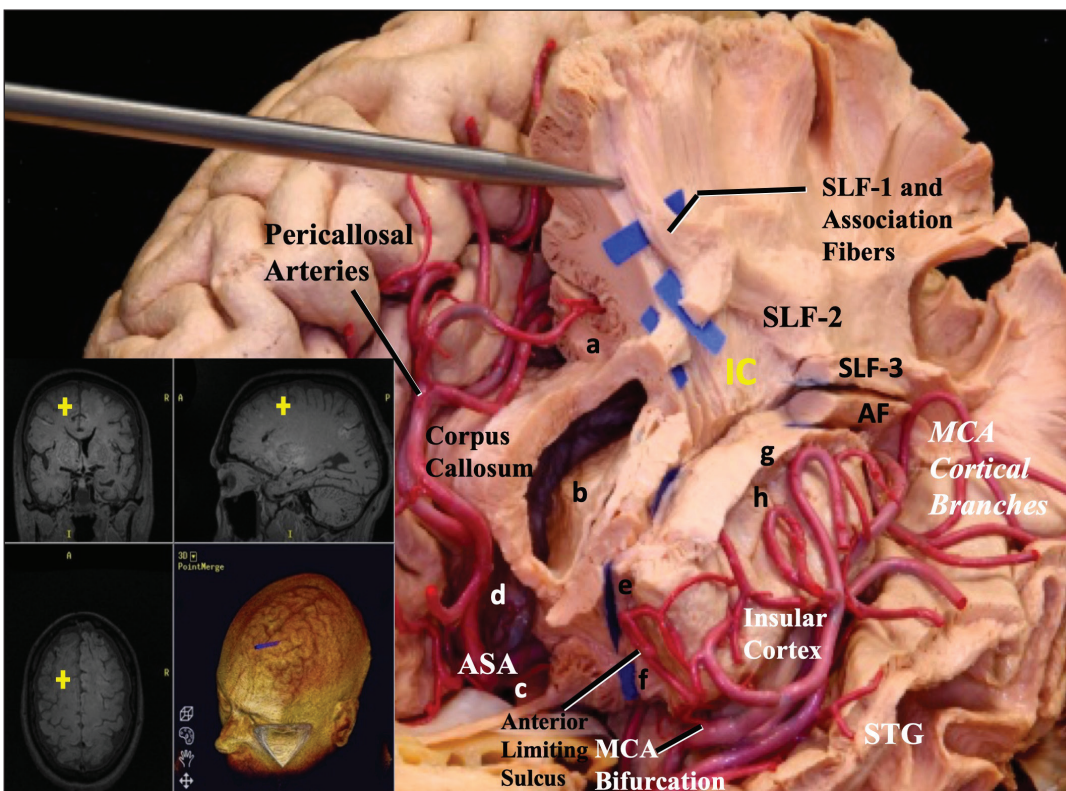 SLF-1 and
Association
Fibers
Pericallosal
Arteries
SLF-2
a
IC
SLF-3
AF
Corpus
Callosum
MCA
Cortical
Branches
g
h
b
e
d
Insular
Cortex
ASA
c
f
Anterior
Limiting
Sulcus
MCA
Bifurcation
STG
R
I
A
P
I
A
R
3D
PointMerge